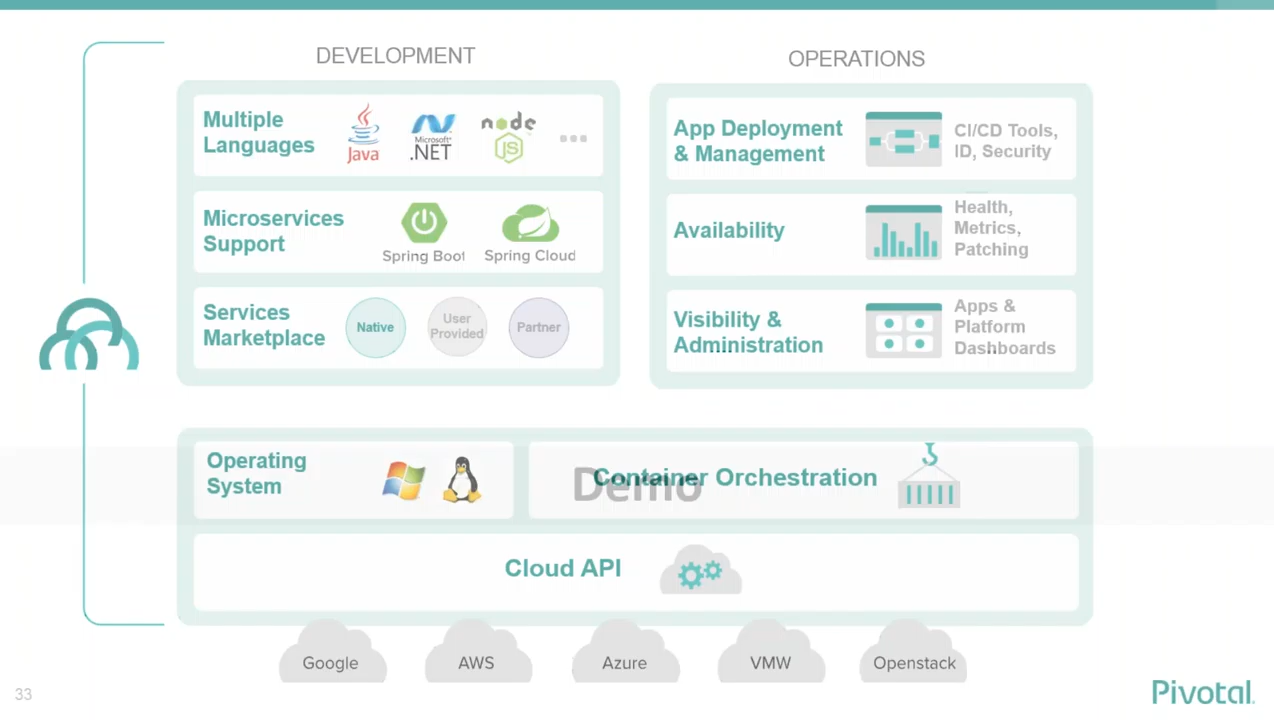 DEVELOPMENT
Multiple
Languages
Java
Microsoft®
.NET
node
JS
Microservices
Support
Spring Boot
Spring Cloud
Services
Marketplace
Native
User
Provided
Partner
OPERATIONS
App Deployment
& Management
CI/CD Tools,
ID, Security
Availability
Health,
Metrics,
Patching
Visibility &
Administration
Apps &
Platform
Dashboards
Operating
System
Container Orchestration
Demo
Cloud API
Google
AWS
Azure
VMW
Openstack
33
Pivotal.